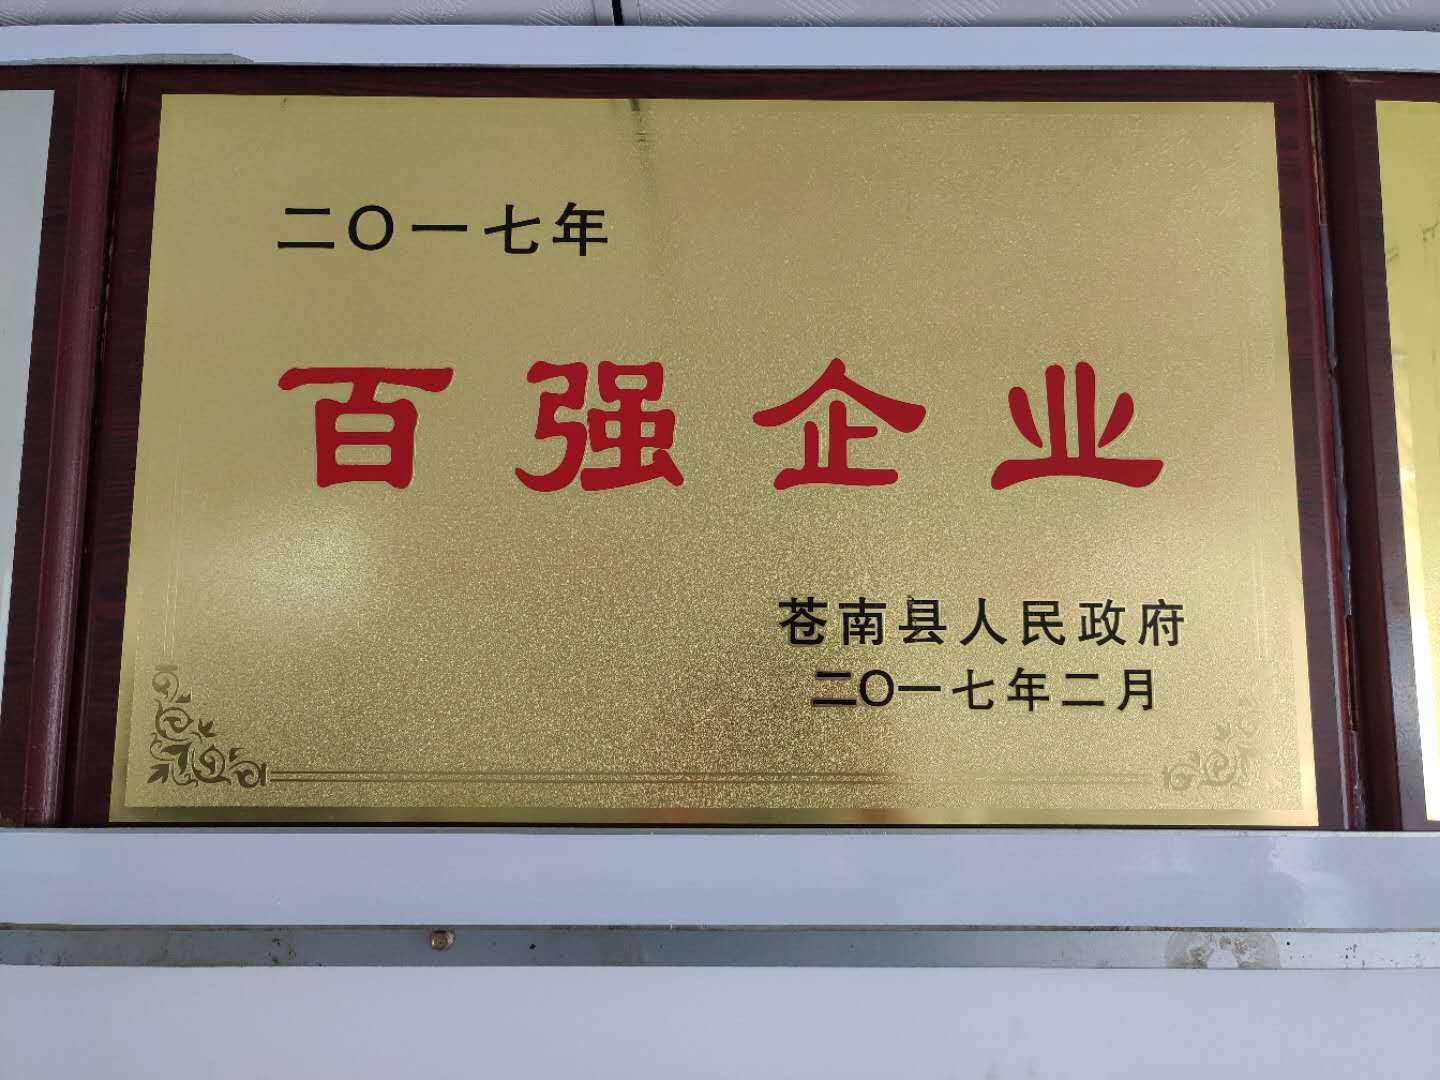 二〇一七年
百强企业
苍南县人民政府
二〇一七年二月